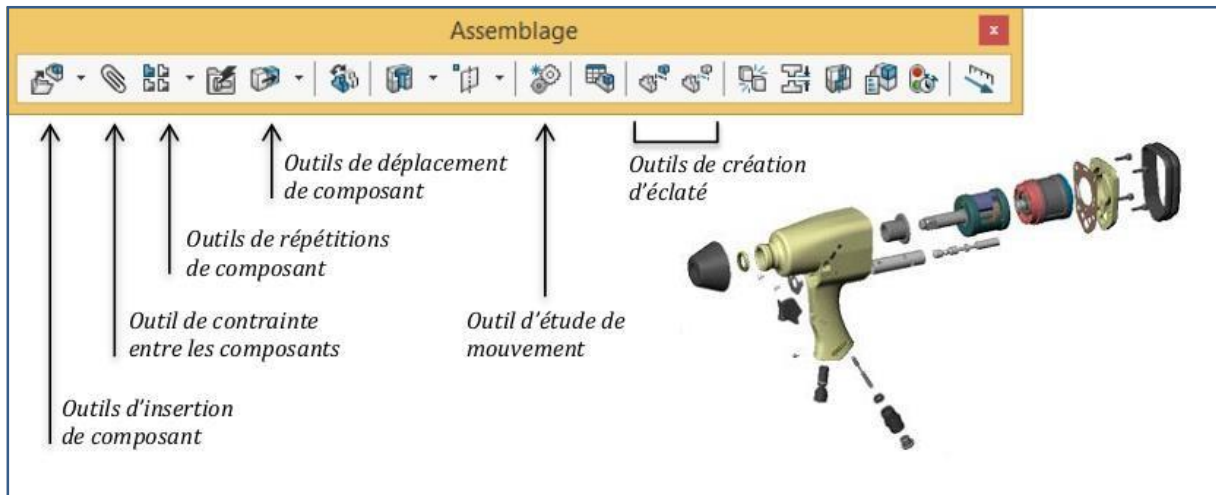 Assemblage
x
Outils de déplacement
de composant
Outils de création
d'éclaté
Outils de répétitions
de composant
Outil de contrainte
entre les composants
Outil d'étude de
mouvement
Outils d'insertion
de composant